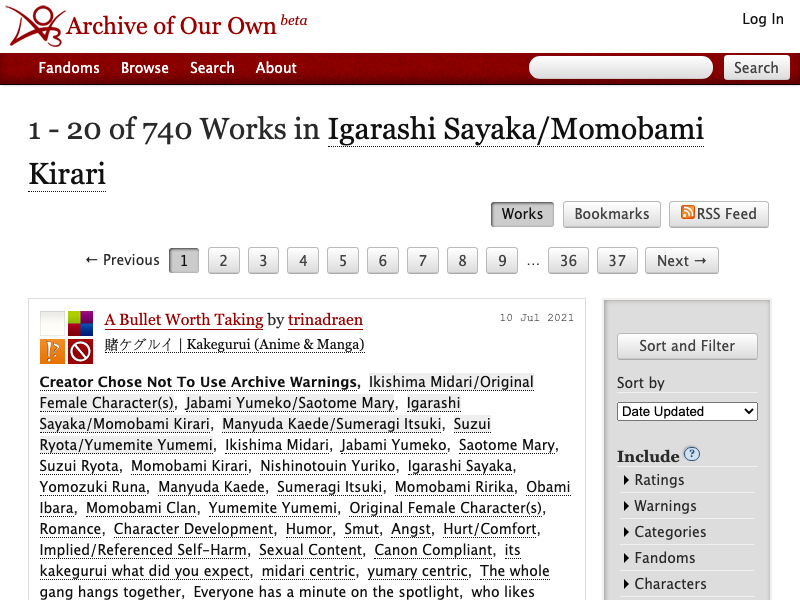 Archive of Our Own beta
Log In
Fandoms Browse Search About
Search
1 - 20 of 740 Works in Igarashi Sayaka/Momobami
Kirari
Works Bookmarks RSS Feed
← Previous 1 2 3 4 5 6 7 8 9 … 36 37 Next →
A Bullet Worth Taking by trinadraen
10 Jul 2021
賭ケグルイ | Kakegurui (Anime & Manga)
Creator Chose Not To Use Archive Warnings, Ikishima Midari/Original
Female Character(s), Jabami Yumeko/Saotome Mary, Igarashi
Sayaka/Momobami Kirari, Manyuda Kaede/Sumeragi Itsuki, Suzui
Ryota/Yumemite Yumemi, Ikishima Midari, Jabami Yumeko, Saotome Mary,
Suzui Ryota, Momobami Kirari, Nishinotouin Yuriko, Igarashi Sayaka,
Yomozuki Runa, Manyuda Kaede, Sumeragi Itsuki, Momobami Ririka, Obami
Ibara, Momobami Clan, Yumemite Yumemi, Original Female Character(s),
Romance, Character Development, Humor, Smut, Angst, Hurt/Comfort,
Implied/Referenced Self-Harm, Sexual Content, Canon Compliant, its
kakegurui what did you expect, midari centric, yumary centric, The whole
gang hangs together, Everyone has a minute on the spotlight, who likes
Sort and Filter
Sort by
Date Updated
Include ?
Ratings
Warnings
Categories
Fandoms
Characters